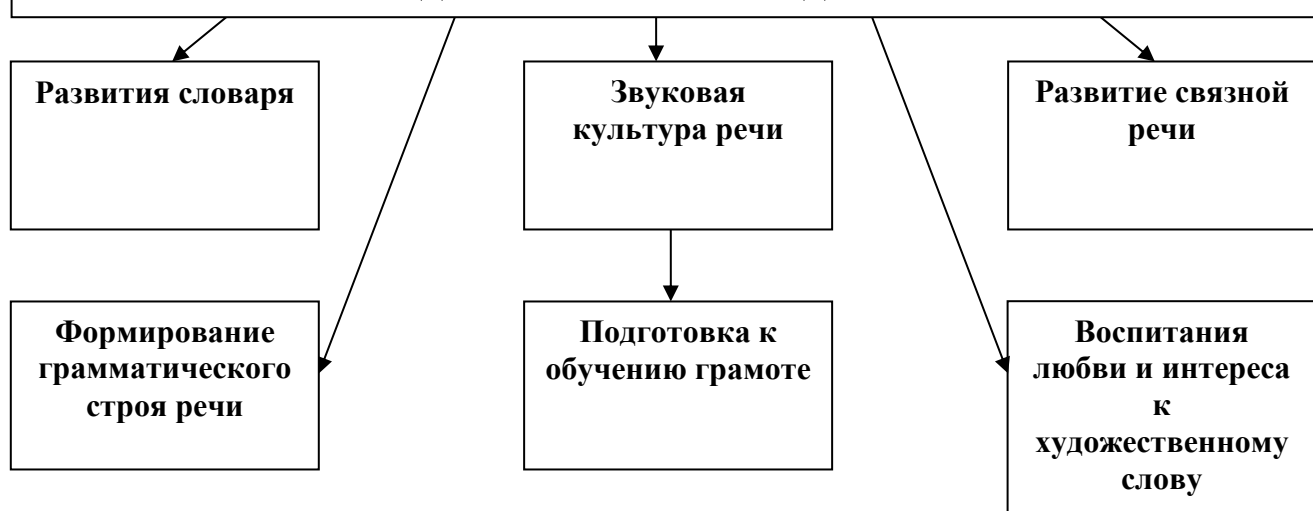 Развития словаря
Звуковая
культура речи
Развитие связной
речи
Формирование
грамматического
строя речи
Подготовка к
обучению грамоте
Воспитания
любви и интереса
к
художественному
слову